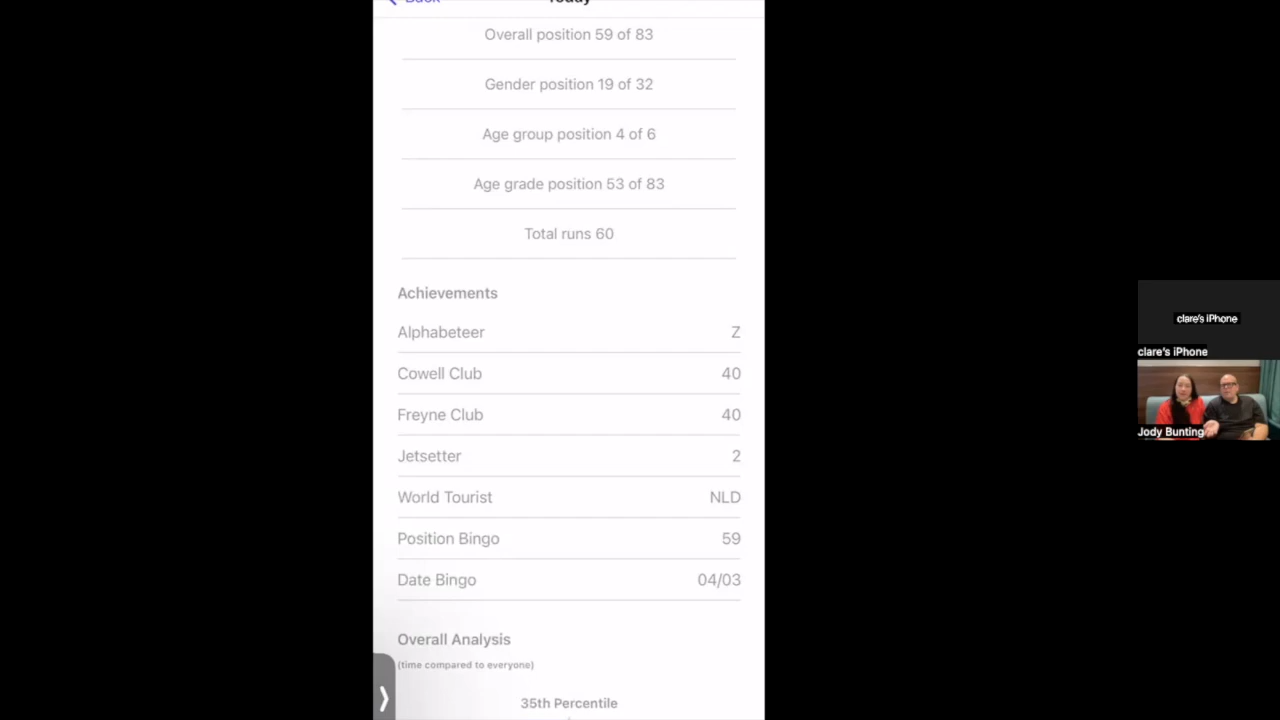 Back
Today
Overall position 59 of 83
Gender position 19 of 32
Age group position 4 of 6
Age grade position 53 of 83
Total runs 60
Achievements
Alphabeteer Z
Cowell Club 40
Freyne Club 40
Jetsetter 2
World Tourist NLD
Position Bingo 59
Date Bingo 04/03
Overall Analysis
(time compared to everyone)
35th Percentile
clare's iPhone
clare's iPhone
Jody Bunting